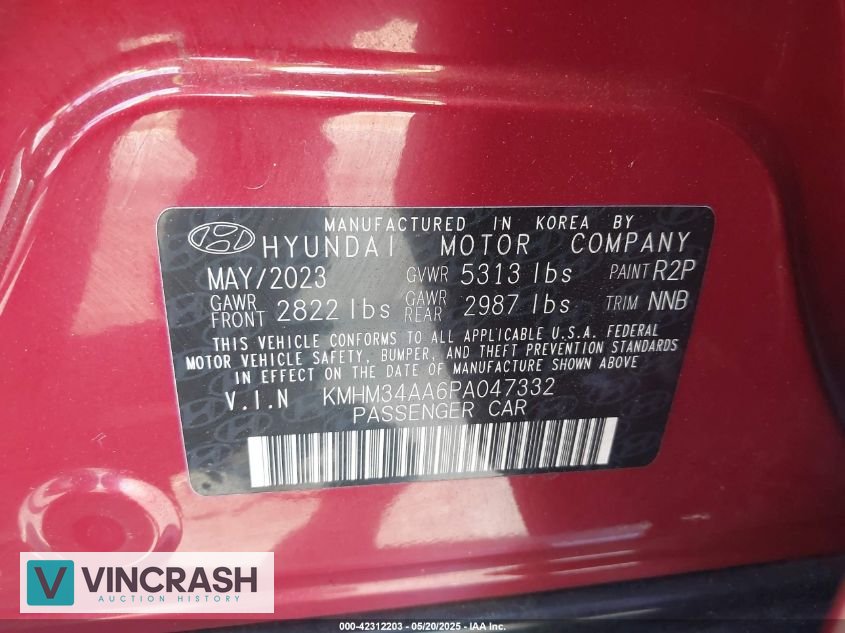 MANUFACTURED IN KOREA BY
HYUNDAI MOTOR COMPANY
MAY/2023 GVWR 5313 lbs PAINT R2P
GAWR FRONT 2822 lbs GAWR REAR 2987 lbs TRIM NNB
THIS VEHICLE CONFORMS TO ALL APPLICABLE U.S.A. FEDERAL
MOTOR VEHICLE SAFETY, BUMPER, AND THEFT PREVENTION STANDARDS
IN EFFECT ON THE DATE OF MANUFACTURE SHOWN ABOVE.
V.I.N KMHM34AA6PA047332
PASSENGER CAR
V VINCRASH
AUCTION HISTORY
000-42312203 - 05/20/2025 - IAA Inc.